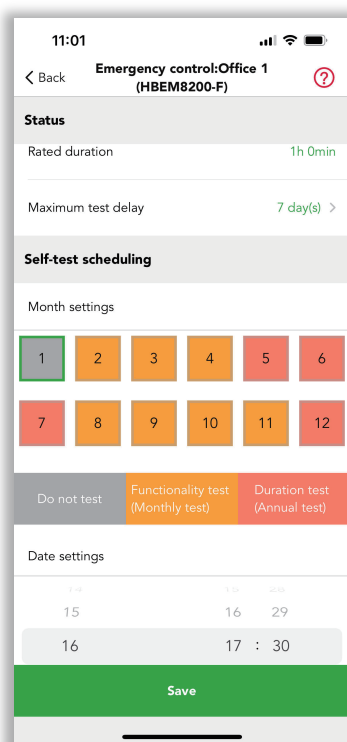 11:01
Back
Emergency control:Office 1
(HBEM8200-F)
?
Status
Rated duration 1h 0min
Maximum test delay 7 day(s) >
Self-test scheduling
Month settings
1 2 3 4 5 6
7 8 9 10 11 12
Do not test
Functionality test
(Monthly test)
Duration test
(Annual test)
Date settings
15 16 29
16 17 : 30
Save